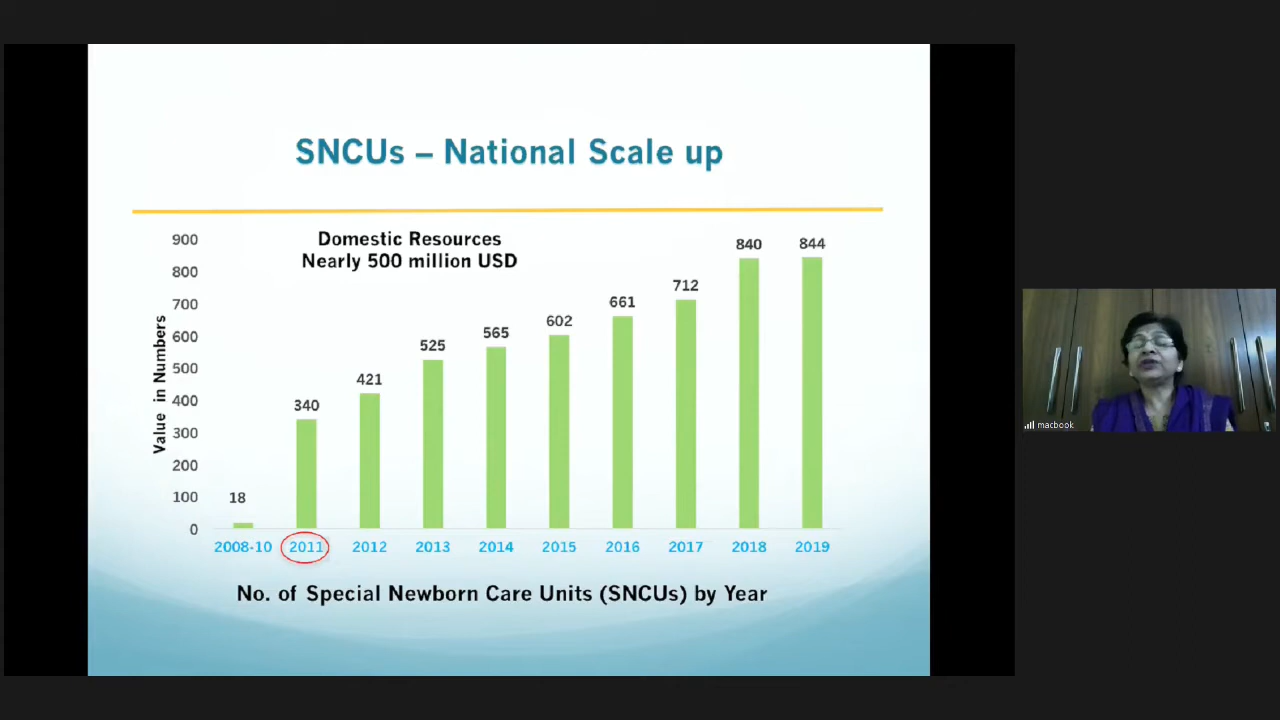 SNCUs – National Scale up
Domestic Resources
Nearly 500 million USD
Value in Numbers
900
800
700
600
500
400
300
200
100
0
18
340
421
525
565
602
661
712
840
844
2008-10 2011 2012 2013 2014 2015 2016 2017 2018 2019
No. of Special Newborn Care Units (SNCUs) by Year
macbook